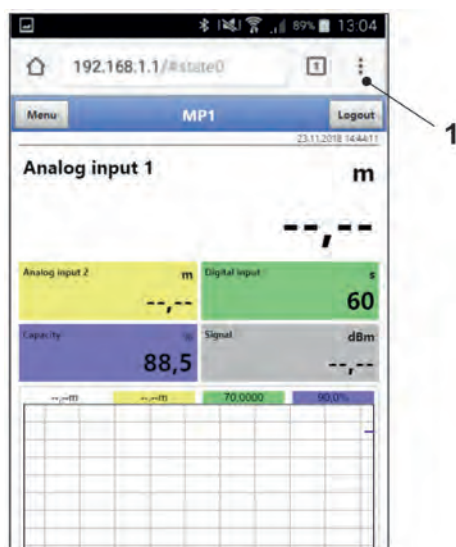 89% 13:04
192.168.1.1/#state0 1
1
Menu MP1 Logout
23.11.2018 14:44:11
Analog input 1 m
--,--
Analog input 2 m Digital input s
--,-- 60
Capacity Signal dBm
88,5 --,--
--,--m --,--m 70,0000 90,0%